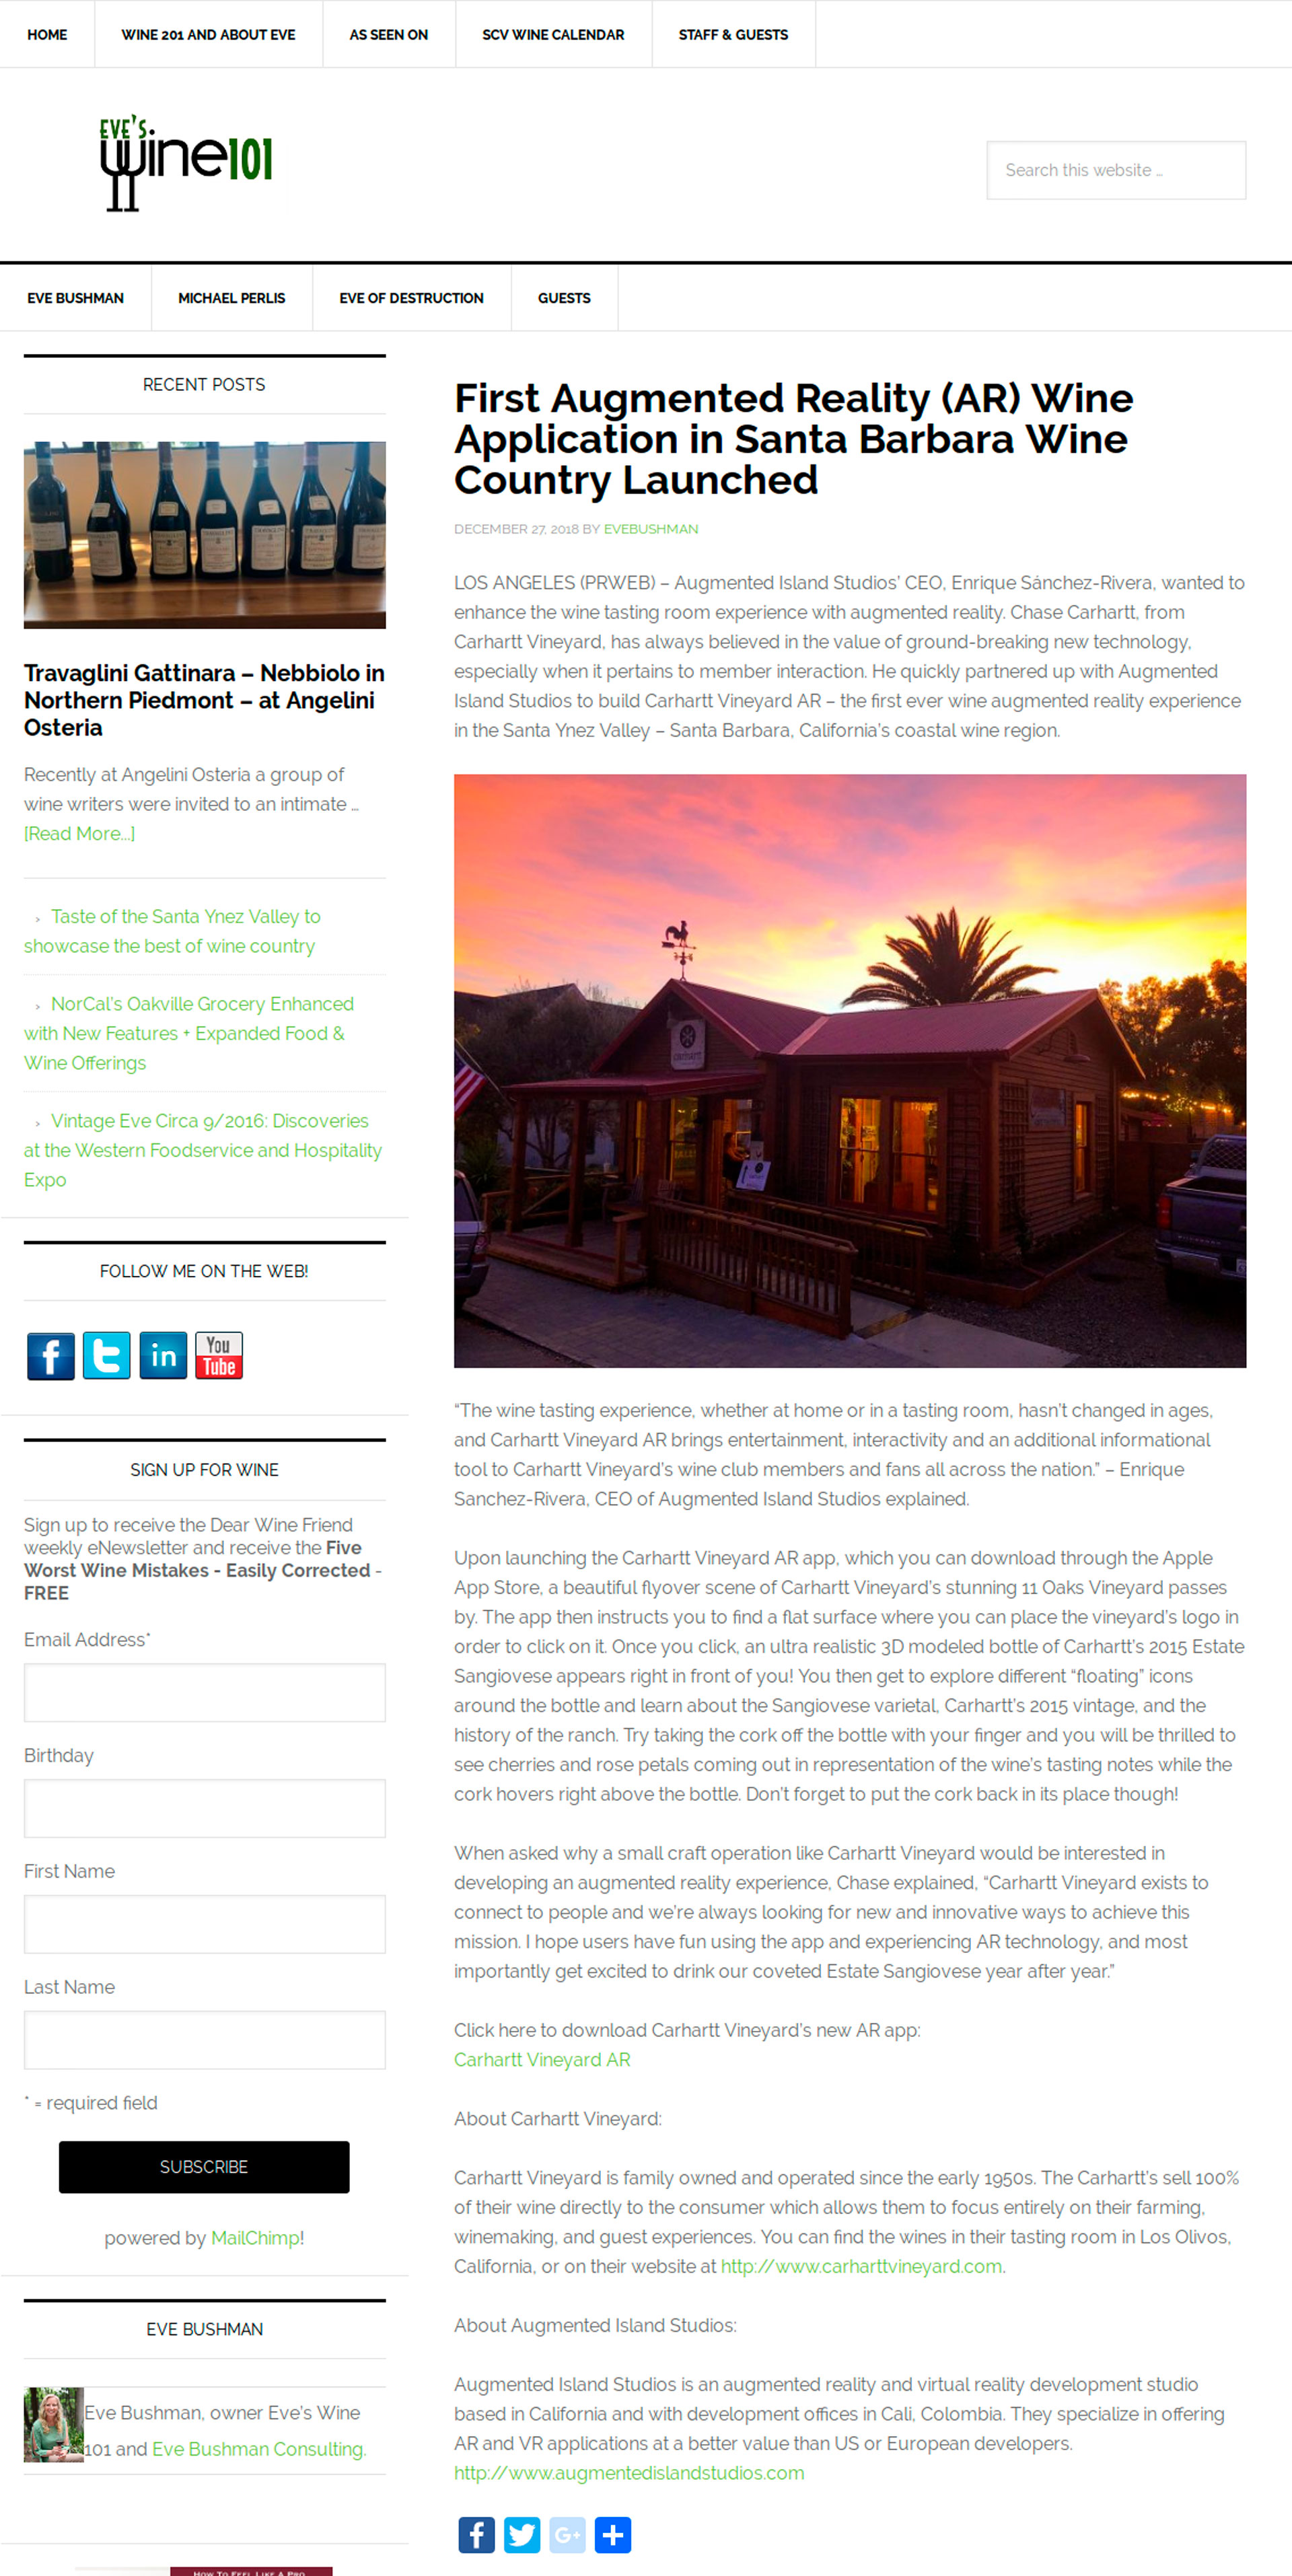 HOME
WINE 201 AND ABOUT EVE
AS SEEN ON
SCV WINE CALENDAR
STAFF & GUESTS
EVE'S
Wine101
Search this website …
EVE BUSHMAN
MICHAEL PERLIS
EVE OF DESTRUCTION
GUESTS
RECENT POSTS
TRAVAGLINI
Travaglini Gattinara – Nebbiolo in
Northern Piedmont – at Angelini
Osteria
Recently at Angelini Osteria a group of
wine writers were invited to an intimate …
[Read More...]
› Taste of the Santa Ynez Valley to
showcase the best of wine country
› NorCal's Oakville Grocery Enhanced
with New Features + Expanded Food &
Wine Offerings
› Vintage Eve Circa 9/2016: Discoveries
at the Western Foodservice and Hospitality
Expo
FOLLOW ME ON THE WEB!
f
t
in
You
Tube
SIGN UP FOR WINE
Sign up to receive the Dear Wine Friend
weekly eNewsletter and receive the Five
Worst Wine Mistakes - Easily Corrected -
FREE
Email Address*
Birthday
First Name
Last Name
* = required field
SUBSCRIBE
powered by MailChimp!
EVE BUSHMAN
Eve Bushman, owner Eve's Wine
101 and Eve Bushman Consulting.
HOW TO FEEL LIKE A PRO
First Augmented Reality (AR) Wine
Application in Santa Barbara Wine
Country Launched
DECEMBER 27, 2018 BY EVEBUSHMAN
LOS ANGELES (PRWEB) – Augmented Island Studios' CEO, Enrique Sánchez-Rivera, wanted to
enhance the wine tasting room experience with augmented reality. Chase Carhartt, from
Carhartt Vineyard, has always believed in the value of ground-breaking new technology,
especially when it pertains to member interaction. He quickly partnered up with Augmented
Island Studios to build Carhartt Vineyard AR – the first ever wine augmented reality experience
in the Santa Ynez Valley – Santa Barbara, California's coastal wine region.
carhartt
“The wine tasting experience, whether at home or in a tasting room, hasn't changed in ages,
and Carhartt Vineyard AR brings entertainment, interactivity and an additional informational
tool to Carhartt Vineyard's wine club members and fans all across the nation.” – Enrique
Sanchez-Rivera, CEO of Augmented Island Studios explained.
Upon launching the Carhartt Vineyard AR app, which you can download through the Apple
App Store, a beautiful flyover scene of Carhartt Vineyard's stunning 11 Oaks Vineyard passes
by. The app then instructs you to find a flat surface where you can place the vineyard's logo in
order to click on it. Once you click, an ultra realistic 3D modeled bottle of Carhartt's 2015 Estate
Sangiovese appears right in front of you! You then get to explore different “floating” icons
around the bottle and learn about the Sangiovese varietal, Carhartt's 2015 vintage, and the
history of the ranch. Try taking the cork off the bottle with your finger and you will be thrilled to
see cherries and rose petals coming out in representation of the wine's tasting notes while the
cork hovers right above the bottle. Don't forget to put the cork back in its place though!
When asked why a small craft operation like Carhartt Vineyard would be interested in
developing an augmented reality experience, Chase explained, “Carhartt Vineyard exists to
connect to people and we're always looking for new and innovative ways to achieve this
mission. I hope users have fun using the app and experiencing AR technology, and most
importantly get excited to drink our coveted Estate Sangiovese year after year.”
Click here to download Carhartt Vineyard's new AR app:
Carhartt Vineyard AR
About Carhartt Vineyard:
Carhartt Vineyard is family owned and operated since the early 1950s. The Carhartt's sell 100%
of their wine directly to the consumer which allows them to focus entirely on their farming,
winemaking, and guest experiences. You can find the wines in their tasting room in Los Olivos,
California, or on their website at http://www.carharttvineyard.com.
About Augmented Island Studios:
Augmented Island Studios is an augmented reality and virtual reality development studio
based in California and with development offices in Cali, Colombia. They specialize in offering
AR and VR applications at a better value than US or European developers.
http://www.augmentedislandstudios.com
f
G+
+